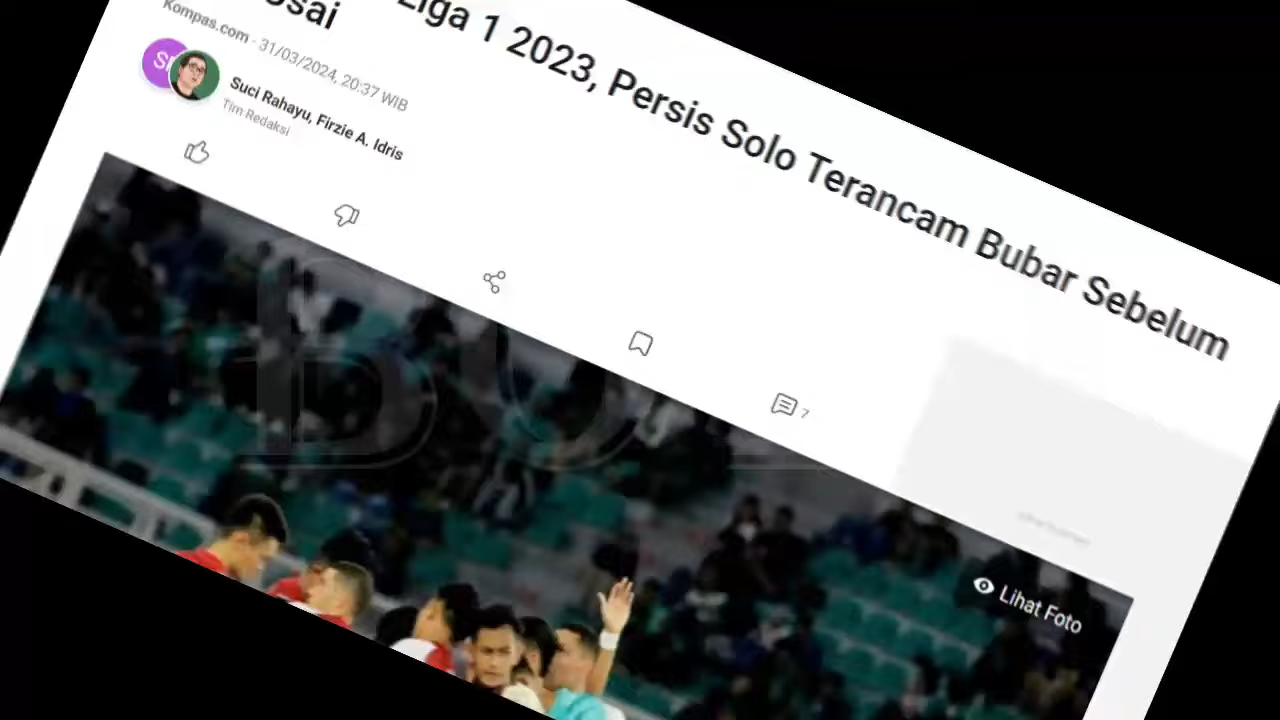 Liga 1 2023, Persis Solo Terancam Bubar Sebelum
Kompas.com - 31/03/2024, 20:37 WIB
Suci Rahayu, Firzie A. Idris
Tim Redaksi
7
Lihat Foto